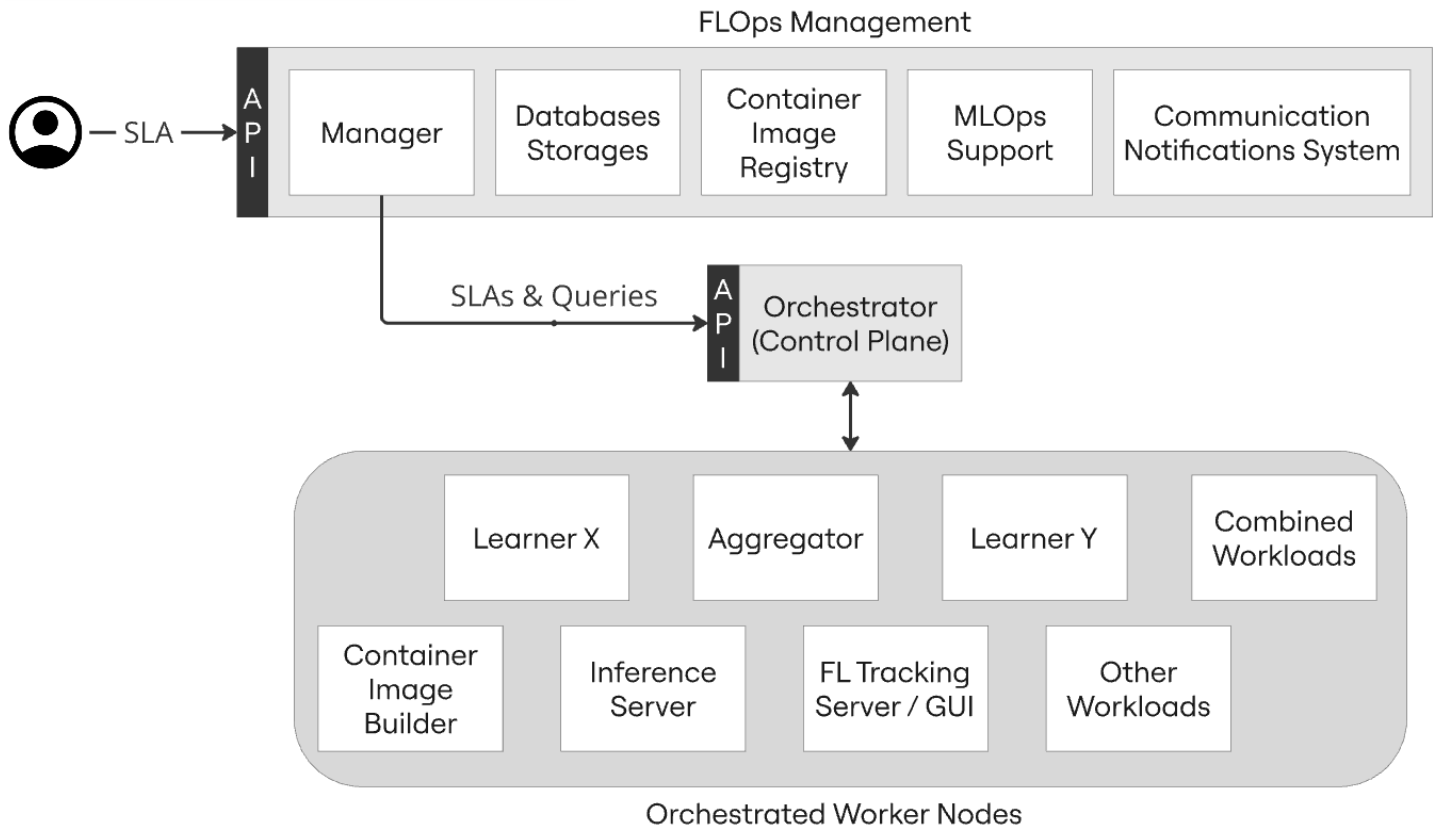 FLOps Management
SLA
A
P
I
Manager
Databases
Storages
Container
Image
Registry
MLOps
Support
Communication
Notifications System
SLAs & Queries
A
P
I
Orchestrator
(Control Plane)
Learner X
Aggregator
Learner Y
Combined
Workloads
Container
Image
Builder
Inference
Server
FL Tracking
Server / GUI
Other
Workloads
Orchestrated Worker Nodes